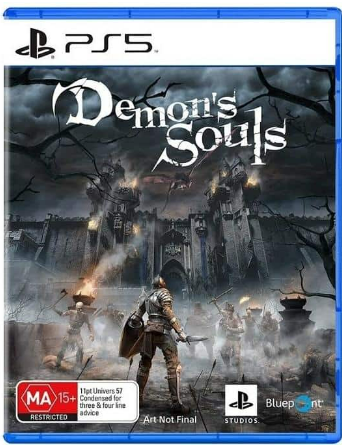 PS5
Demon's
Souls
MA 15+
RESTRICTED
11pt Univers 57
Condensed for
three & four line
advice
Art Not Final
STUDIOS
Bluepoint